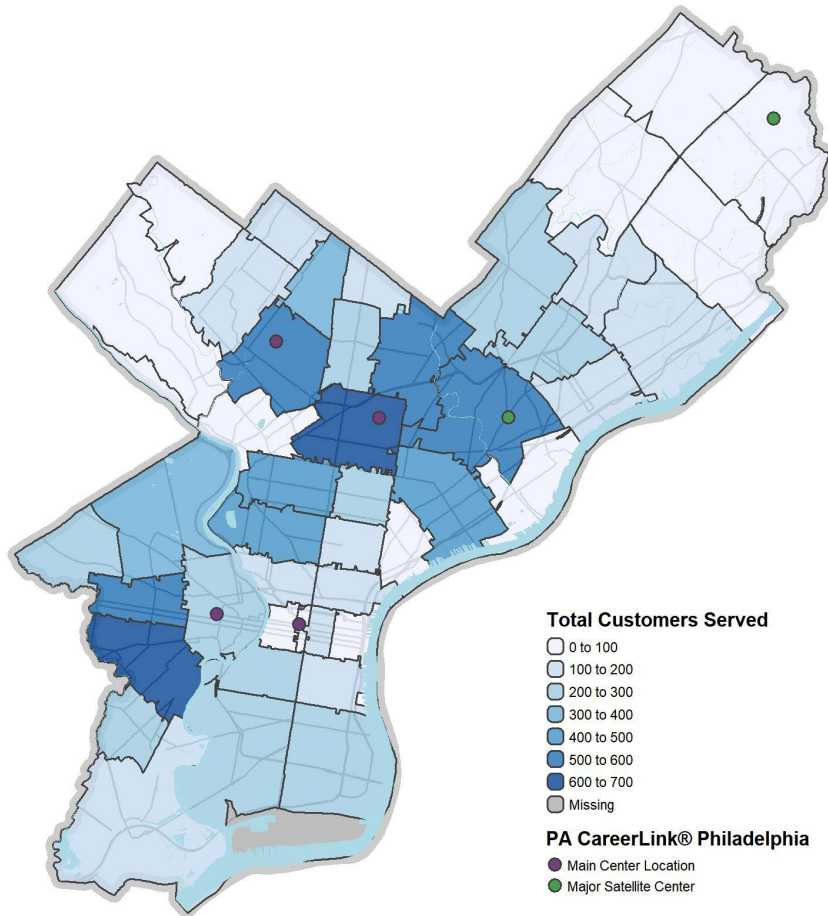 Total Customers Served
0 to 100
100 to 200
200 to 300
300 to 400
400 to 500
500 to 600
600 to 700
Missing
PA CareerLink® Philadelphia
Main Center Location
Major Satellite Center